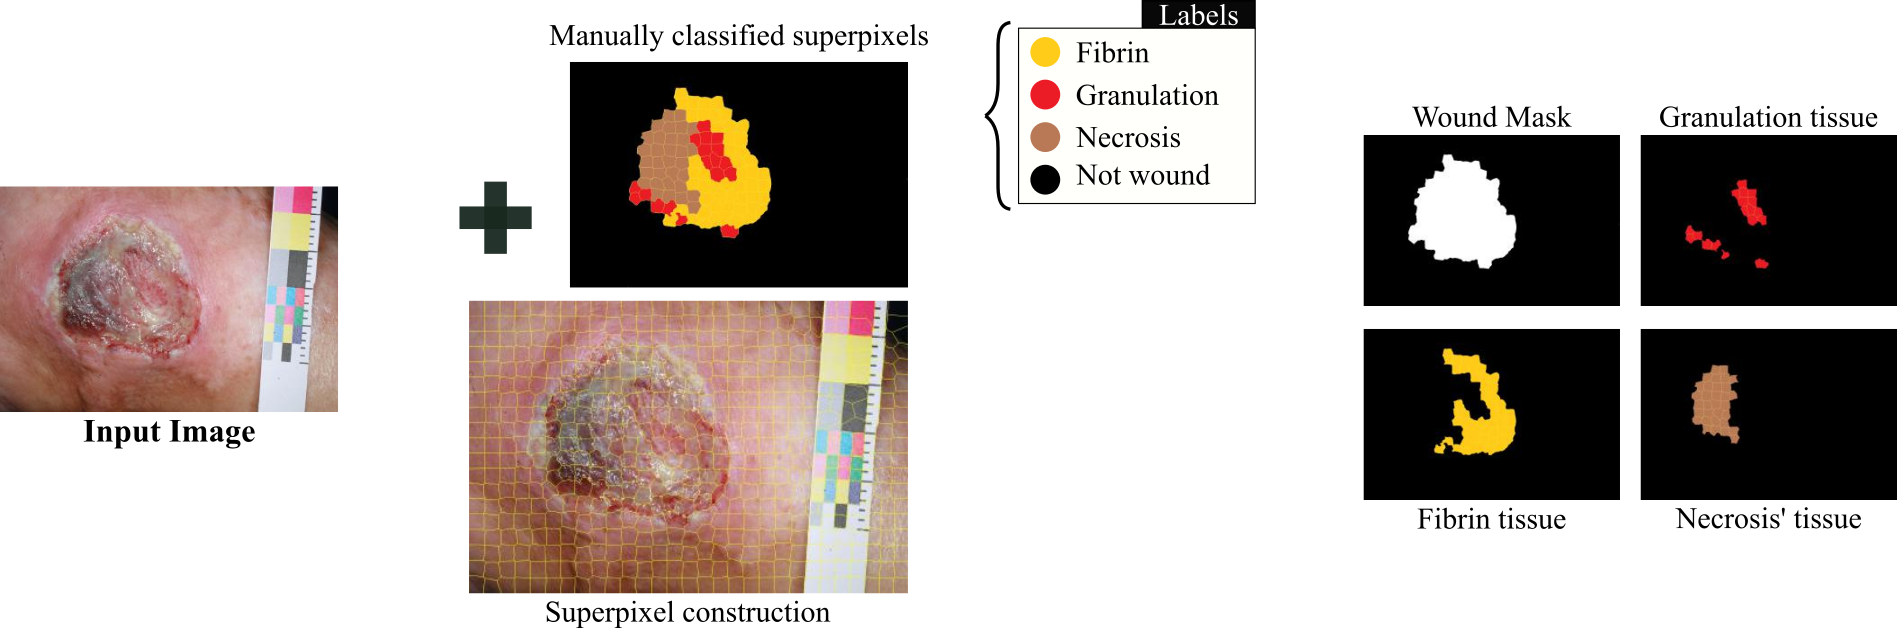 Manually classified superpixels
Labels
Fibrin
Granulation
Necrosis
Not wound
Wound Mask
Granulation tissue
Input Image
Fibrin tissue
Necrosis' tissue
Superpixel construction